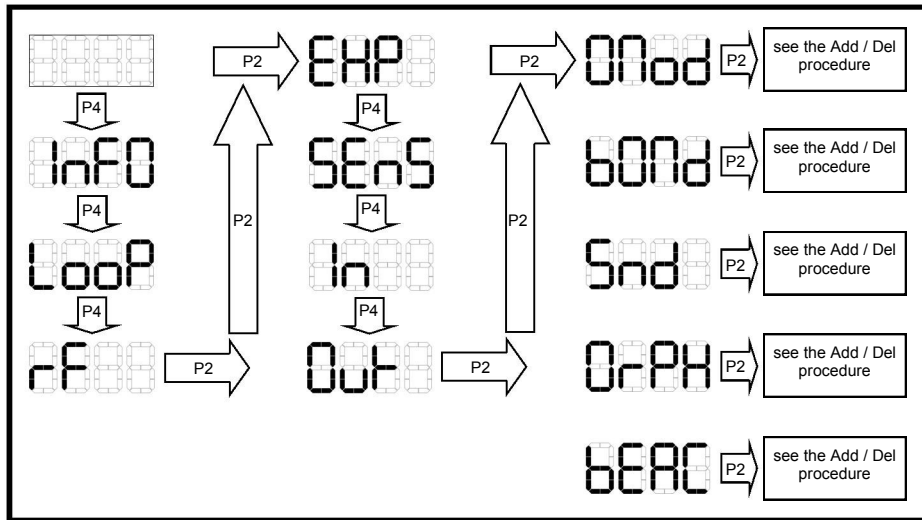 P4
InFO
P4
LooP
P4
rF
P2
P2
P2
EHP
P4
SEnS
P4
In
P4
Out
P2
P2
P2
OMod
P2
see the Add / Del
procedure
bOMd
P2
see the Add / Del
procedure
Snd
P2
see the Add / Del
procedure
OrPH
P2
see the Add / Del
procedure
bEAC
P2
see the Add / Del
procedure